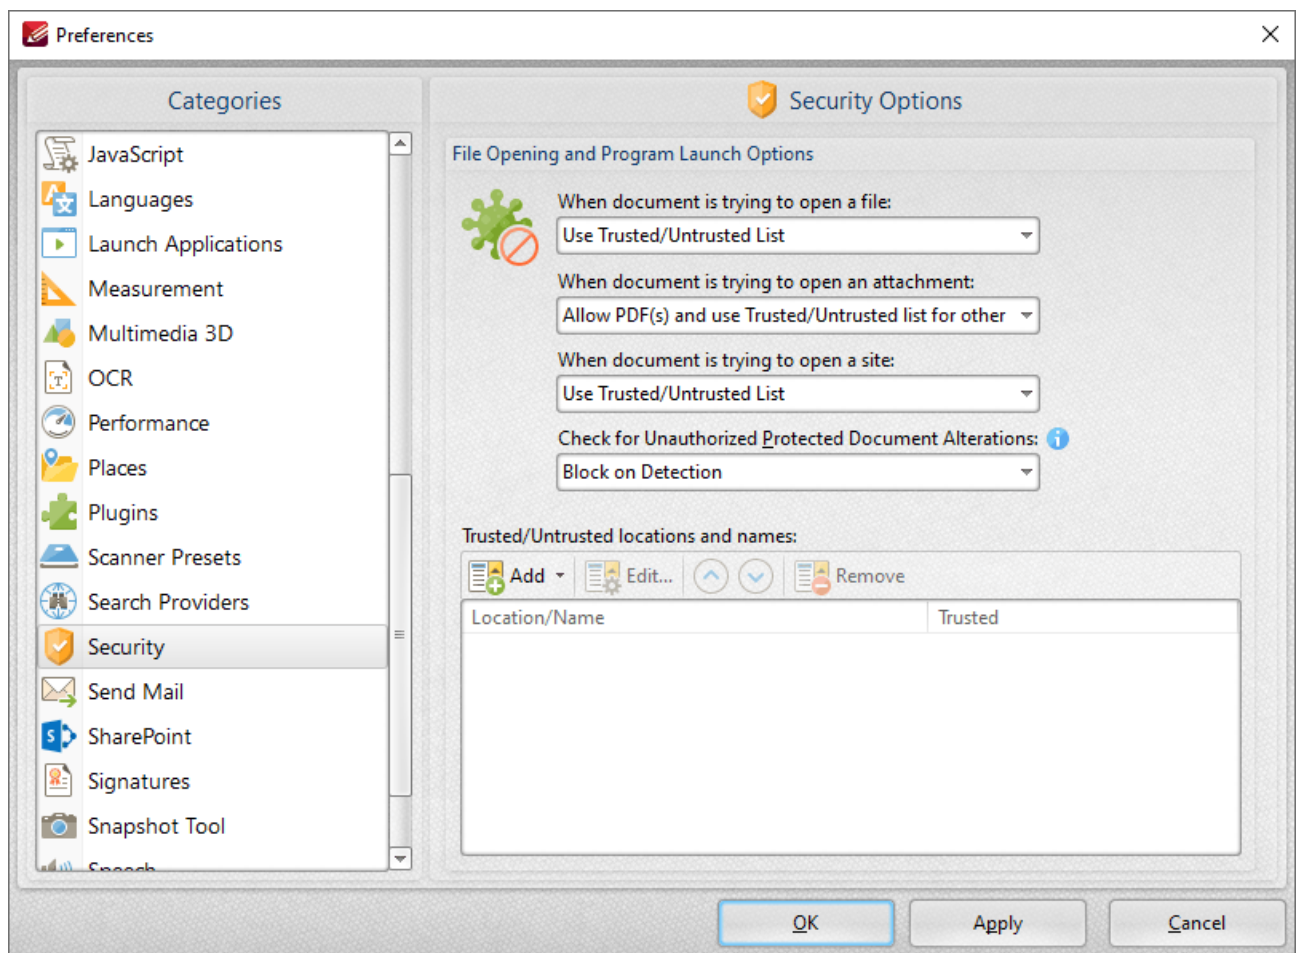 Preferences
Categories
JavaScript
Languages
Launch Applications
Measurement
Multimedia 3D
OCR
Performance
Places
Plugins
Scanner Presets
Search Providers
Security
Send Mail
SharePoint
Signatures
Snapshot Tool
Speech
Security Options
File Opening and Program Launch Options
When document is trying to open a file:
Use Trusted/Untrusted List
When document is trying to open an attachment:
Allow PDF(s) and use Trusted/Untrusted list for other
When document is trying to open a site:
Use Trusted/Untrusted List
Check for Unauthorized Protected Document Alterations:
Block on Detection
Trusted/Untrusted locations and names:
Add Edit... Remove
Location/Name Trusted
OK Apply Cancel